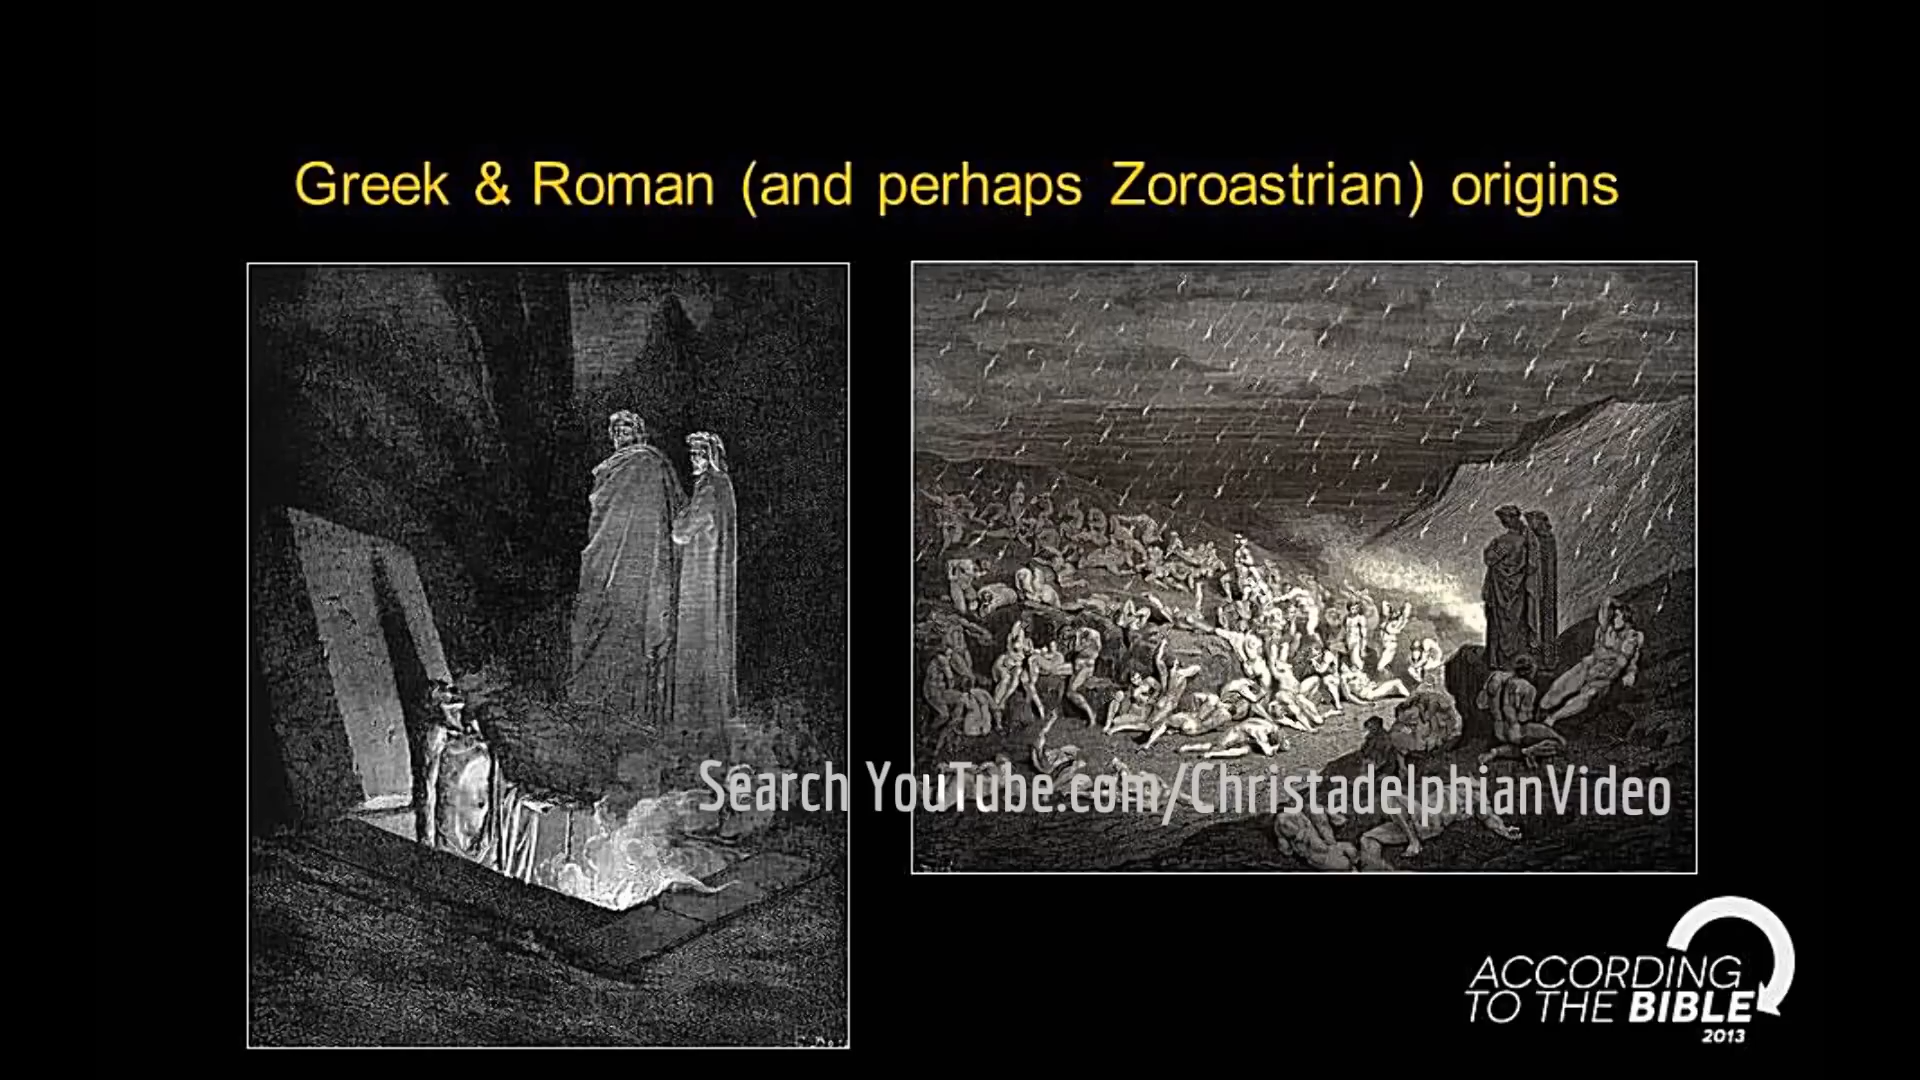 Greek & Roman (and perhaps Zoroastrian) origins
Search YouTube.com/ChristadelphianVideo
ACCORDING
TO THE BIBLE
2013